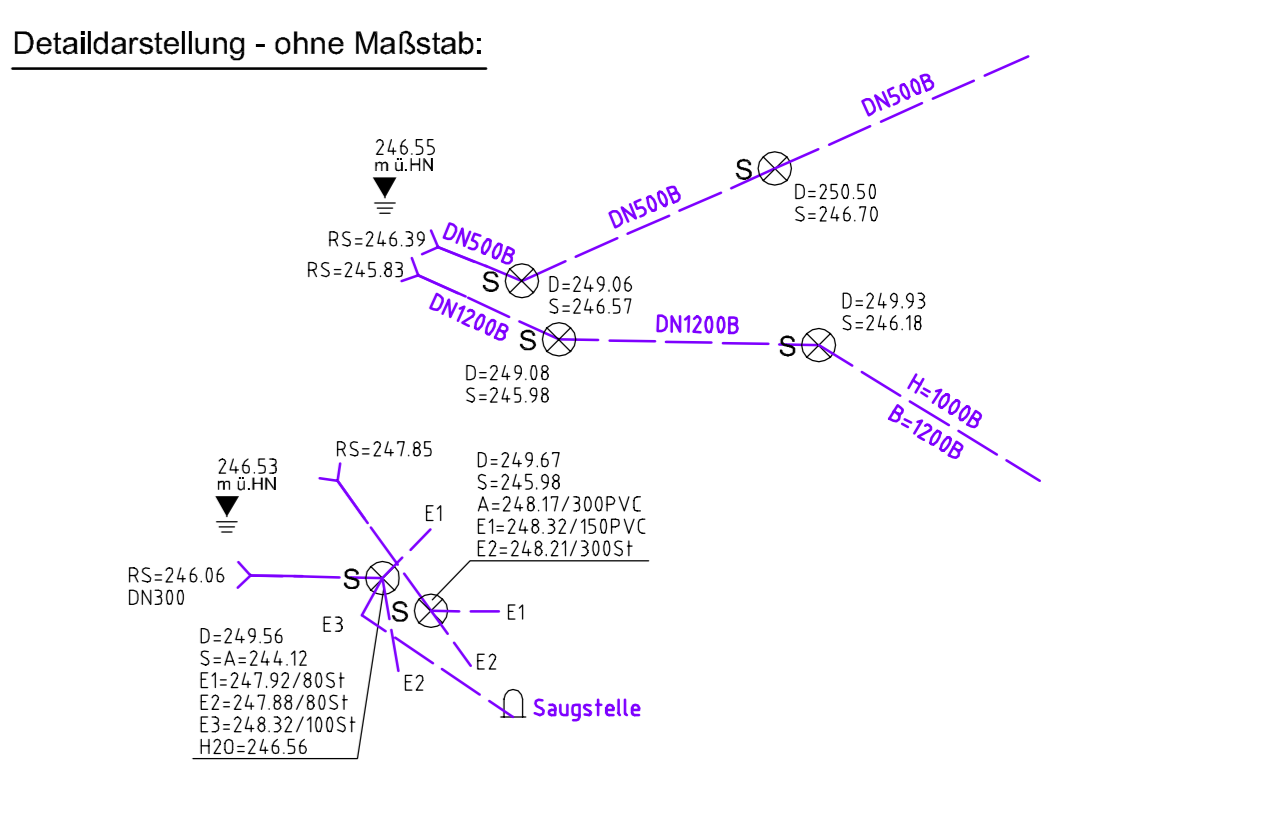 Detaildarstellung - ohne Maßstab:
DN500B
246.55
m ü.HN
S
D=250.50
S=246.70
DN500B
RS=246.39
DN500B
RS=245.83
S
D=249.06
S=246.57
DN1200B
S
D=249.08
S=245.98
DN1200B
D=249.93
S=246.18
S
H=1000B
B=1200B
RS=247.85
246.53
m ü.HN
D=249.67
S=245.98
A=248.17/300PVC
E1=248.32/150PVC
E2=248.21/300St
E1
RS=246.06
DN300
S
S
E1
E3
E2
E2
D=249.56
S=A=244.12
E1=247.92/80St
E2=247.88/80St
E3=248.32/100St
H2O=246.56
Saugstelle